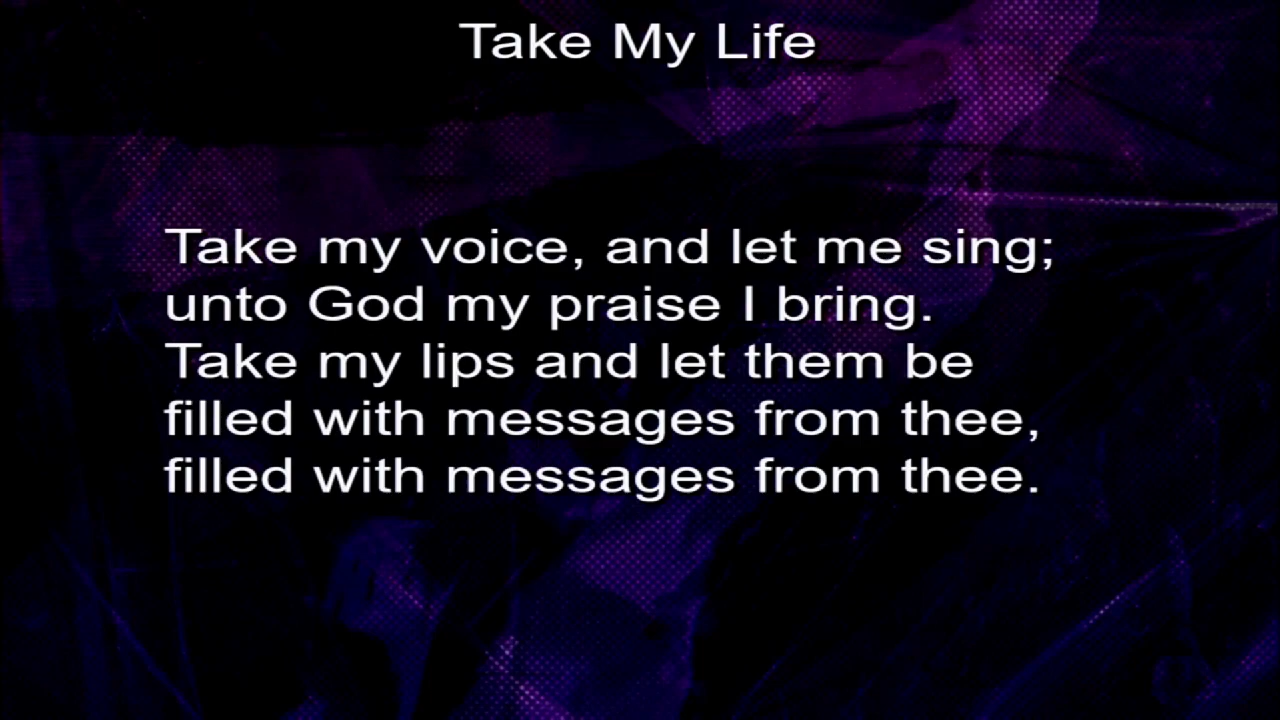 Take My Life
Take my voice, and let me sing;
unto God my praise I bring.
Take my lips and let them be
filled with messages from thee,
filled with messages from thee.